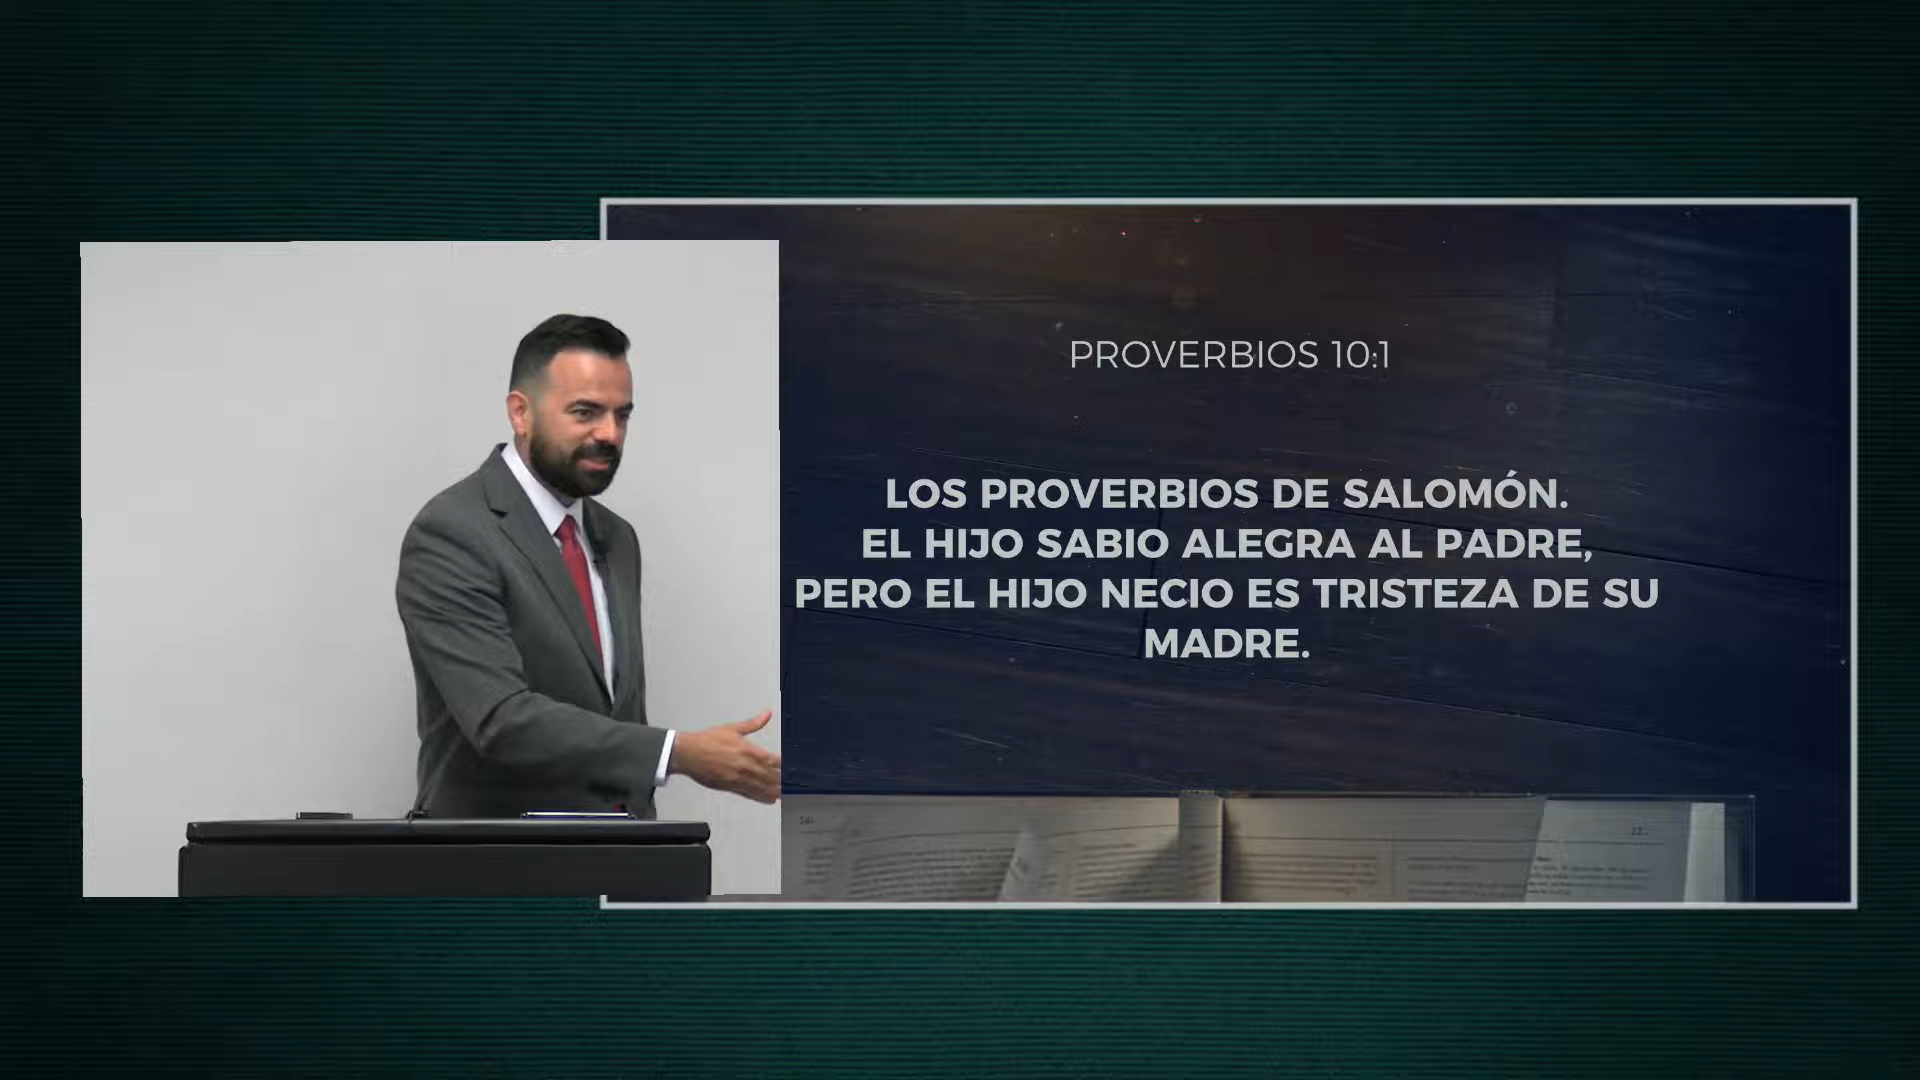 PROVERBIOS 10:1
LOS PROVERBIOS DE SALOMÓN.
EL HIJO SABIO ALEGRA AL PADRE,
PERO EL HIJO NECIO ES TRISTEZA DE SU
MADRE.